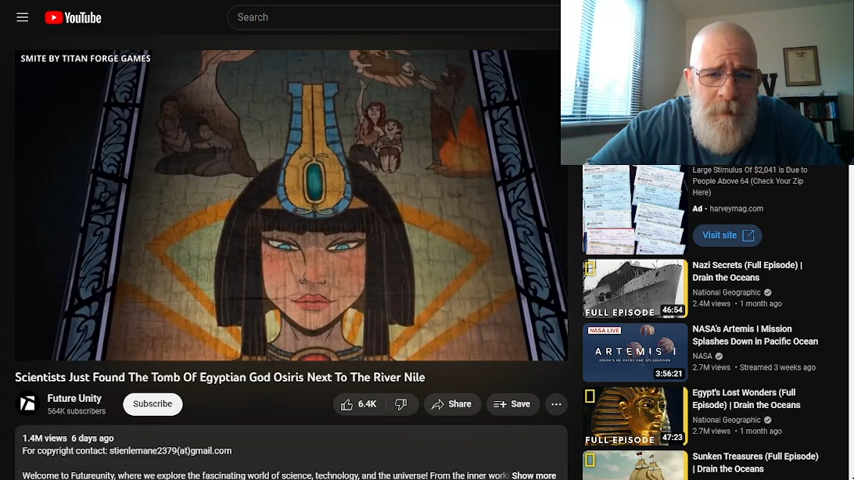 YouTube
Search
SMITE BY TITAN FORGE GAMES
Scientists Just Found The Tomb Of Egyptian God Osiris Next To The River Nile
Future Unity
564K subscribers
Subscribe
6.4K
Share
Save
1.4M views 6 days ago
For copyright contact: stienlemane2379(at)gmail.com
Welcome to Futureunity, where we explore the fascinating world of science, technology, and the universe! From the inner Show more
Large Stimulus Of $2,041 is Due to
People Above 64 (Check Your Zip
Here)
Ad • harveymag.com
Visit site
Nazi Secrets (Full Episode) |
Drain the Oceans
National Geographic
2.4M views • 1 month ago
FULL EPISODE
46:54
NASA's Artemis I Mission
Splashes Down in Pacific Ocean
NASA
2.7M views • Streamed 3 weeks ago
NASA LIVE
ARTEMIS I
3:56:21
Egypt's Lost Wonders (Full
Episode) | Drain the Oceans
National Geographic
2.7M views • 1 month ago
FULL EPISODE
47:23
Sunken Treasures (Full Episode)
| Drain the Oceans